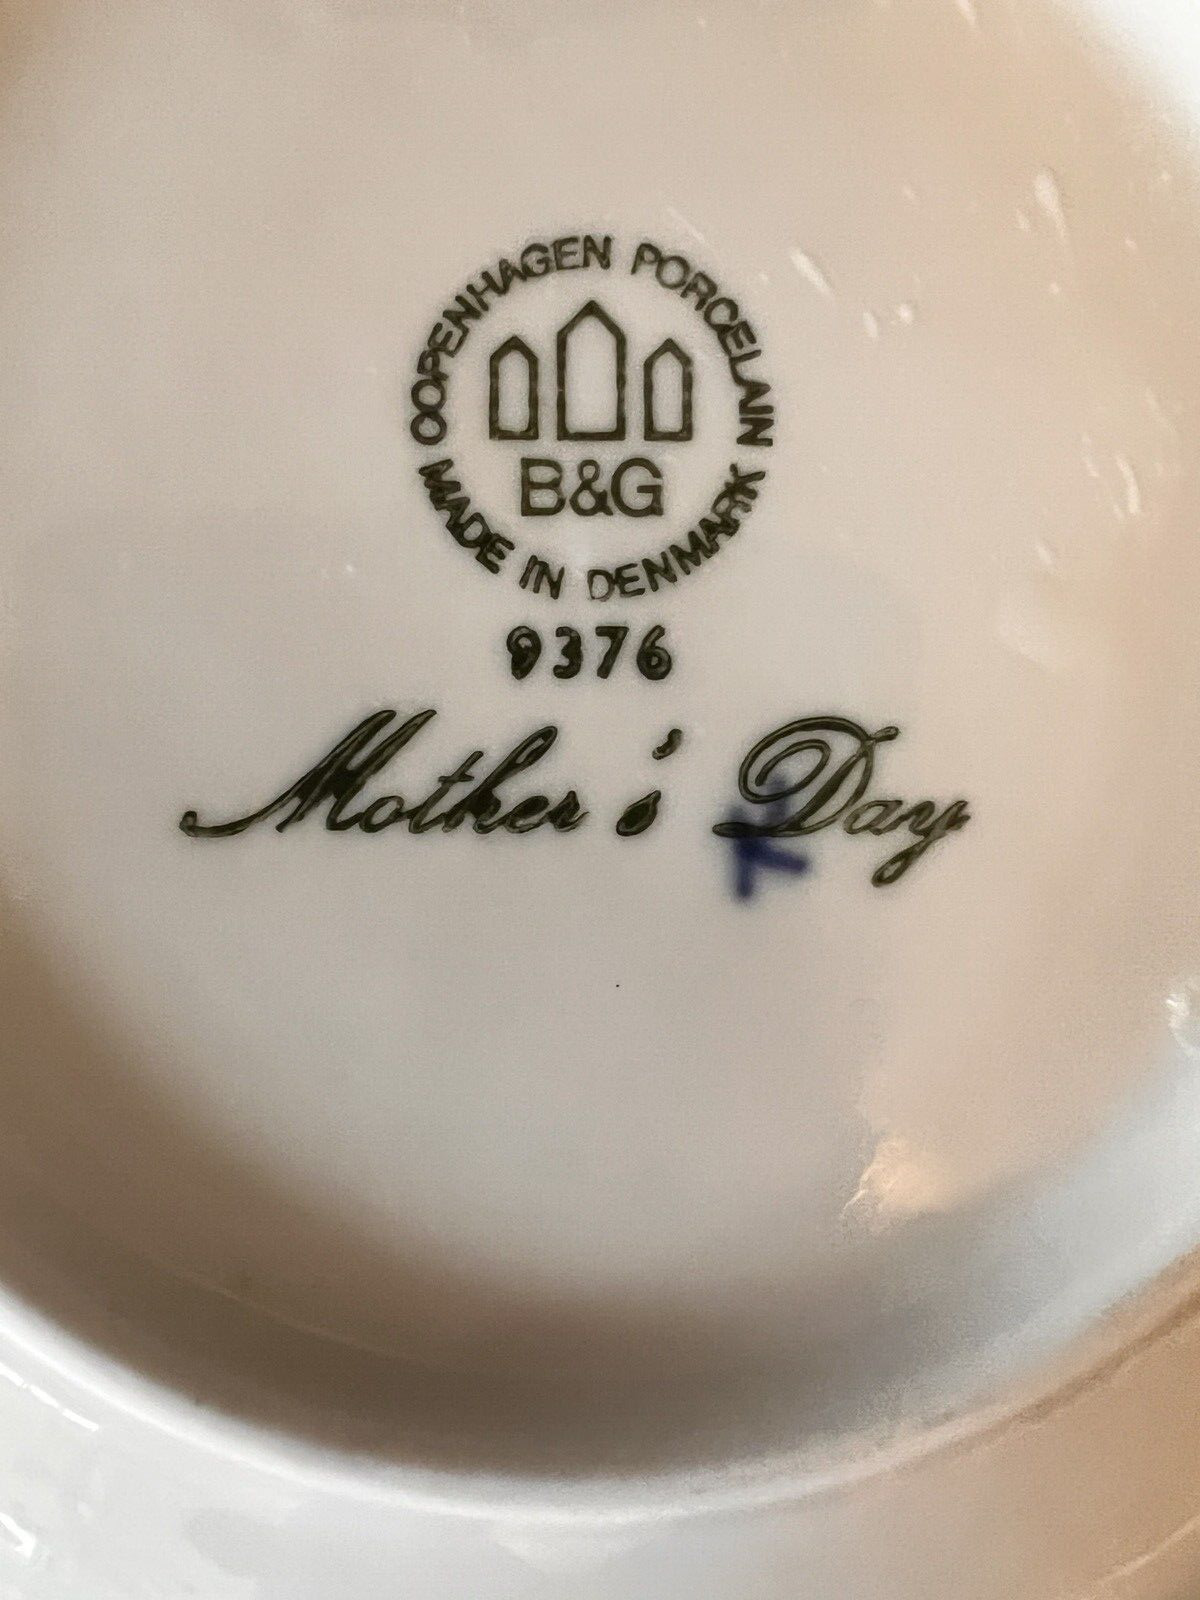 COPENHAGEN PORCELAIN
B&G
MADE IN DENMARK
9376
Mother's Day